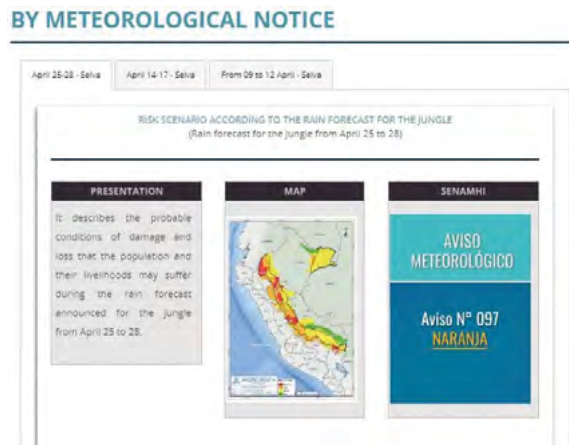 BY METEOROLOGICAL NOTICE
April 25-28 - Selva
April 14-17 - Selva
From 09 to 12 April - Selva
RISK SCENARIO ACCORDING TO THE RAIN FORECAST FOR THE JUNGLE
(Rain forecast for the jungle from April 25 to 28)
PRESENTATION
It describes the probable
conditions of damage and
loss that the population and
their livelihoods may suffer
during the rain forecast
announced for the jungle
from April 25 to 28.
MAP
SENAMHI
AVISO
METEOROLÓGICO
Aviso N° 097
NARANJA